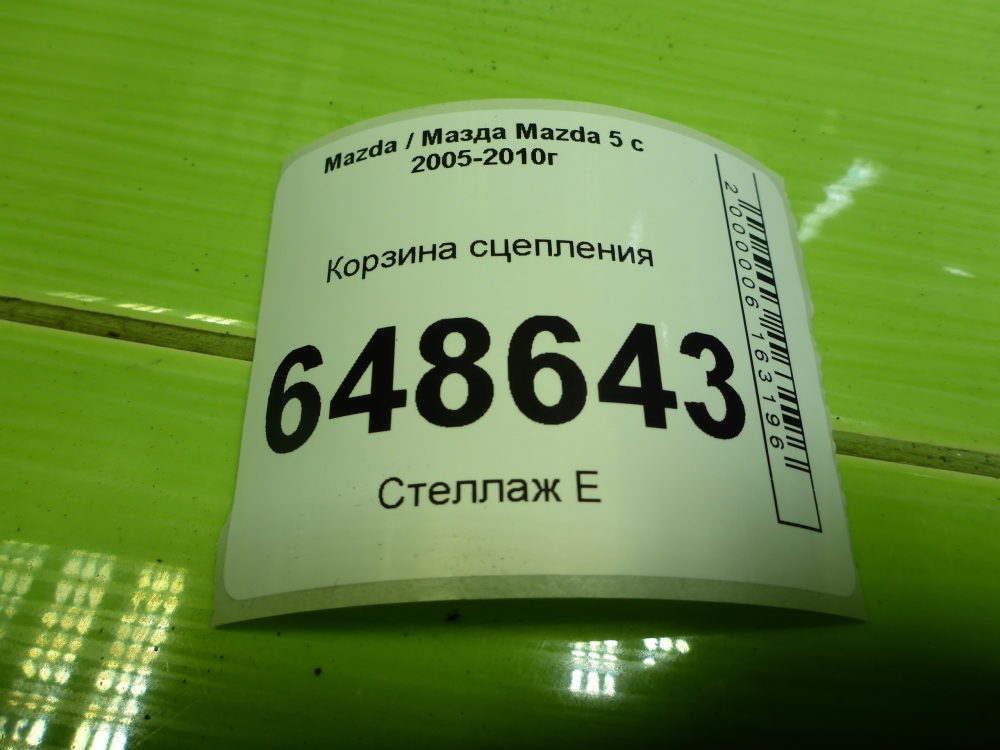 Mazda / Мазда Mazda 5 с
2005-2010г
Корзина сцепления
648643
Стеллаж Е
2000006163196